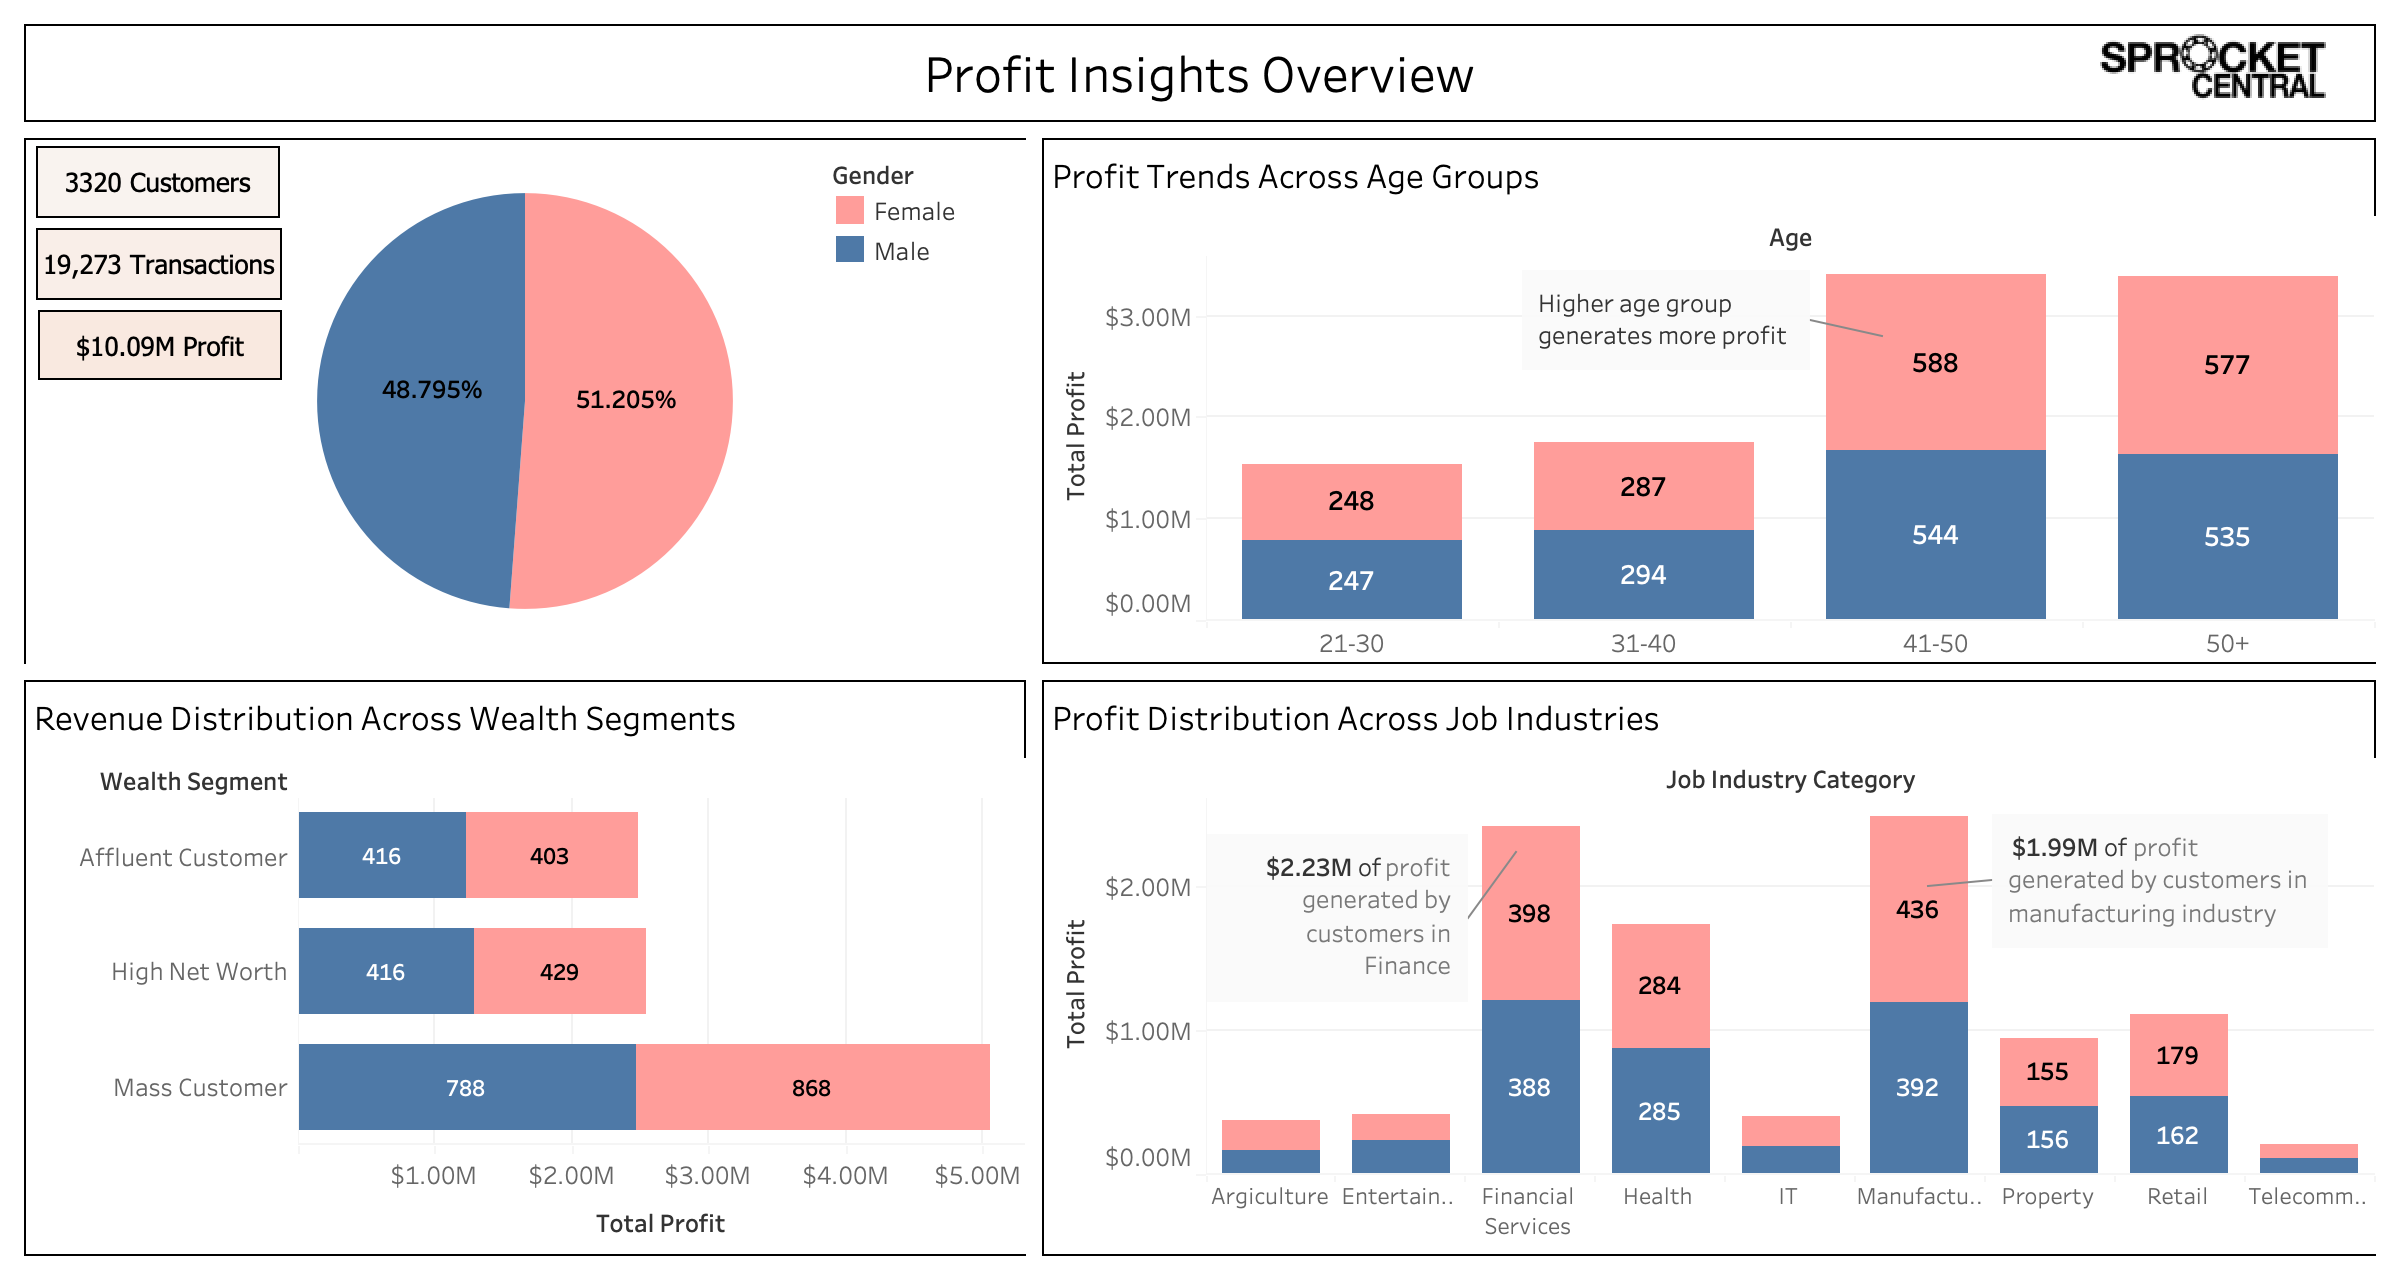 Profit Insights Overview
SPROCKET
CENTRAL
3320 Customers
19,273 Transactions
$10.09M Profit
48.795%
51.205%
Gender
Female
Male
Profit Trends Across Age Groups
Age
Higher age group
generates more profit
Total Profit
$3.00M
$2.00M
$1.00M
$0.00M
248
247
287
294
588
544
577
535
21-30
31-40
41-50
50+
Revenue Distribution Across Wealth Segments
Wealth Segment
Affluent Customer
416
403
High Net Worth
416
429
Mass Customer
788
868
$1.00M
$2.00M
$3.00M
$4.00M
$5.00M
Total Profit
Profit Distribution Across Job Industries
Job Industry Category
$2.23M of profit
generated by
customers in
Finance
$1.99M of profit
generated by customers in
manufacturing industry
Total Profit
$2.00M
$1.00M
$0.00M
398
388
284
285
436
392
155
156
179
162
Argiculture
Entertain..
Financial
Services
Health
IT
Manufactu..
Property
Retail
Telecomm..